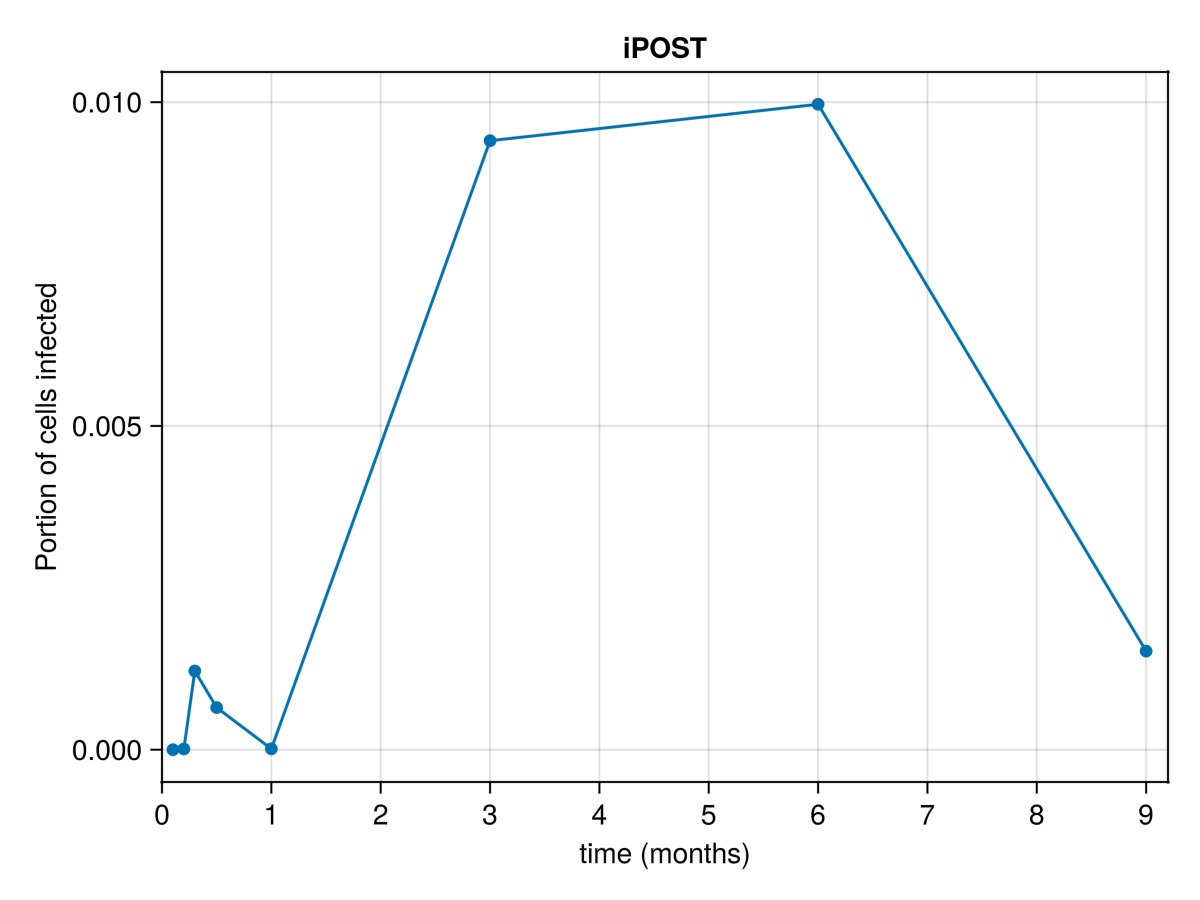 iPOST
0.010
0.005
0.000
Portion of cells infected
0 1 2 3 4 5 6 7 8 9
time (months)